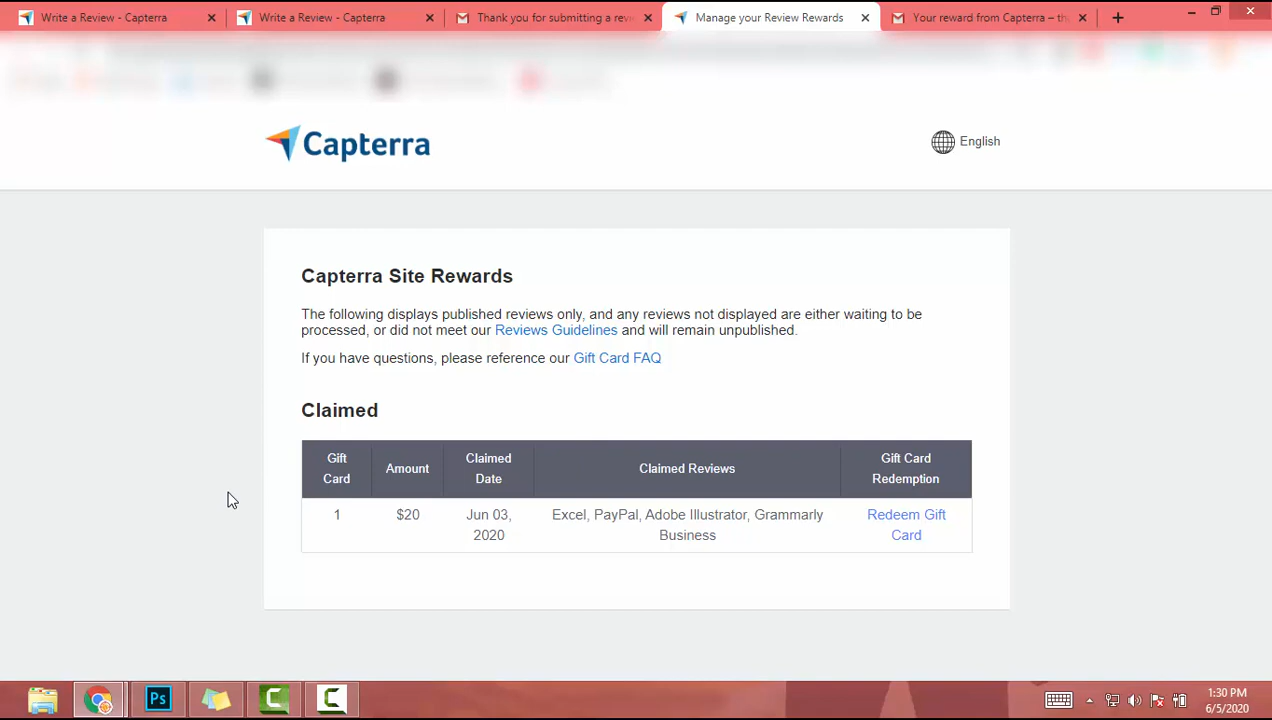 Write a Review - Capterra
Write a Review - Capterra
Thank you for submitting a revi
Manage your Review Rewards
Your reward from Capterra – th
Capterra
English
Capterra Site Rewards
The following displays published reviews only, and any reviews not displayed are either waiting to be
processed, or did not meet our Reviews Guidelines and will remain unpublished.
If you have questions, please reference our Gift Card FAQ
Claimed
Gift
Card
Amount
Claimed
Date
Claimed Reviews
Gift Card
Redemption
1
$20
Jun 03,
2020
Excel, PayPal, Adobe Illustrator, Grammarly
Business
Redeem Gift
Card
Ps
C
C
1:30 PM
6/5/2020